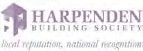 HARPENDEN
BUILDING SOCIETY
local reputation, national recognition